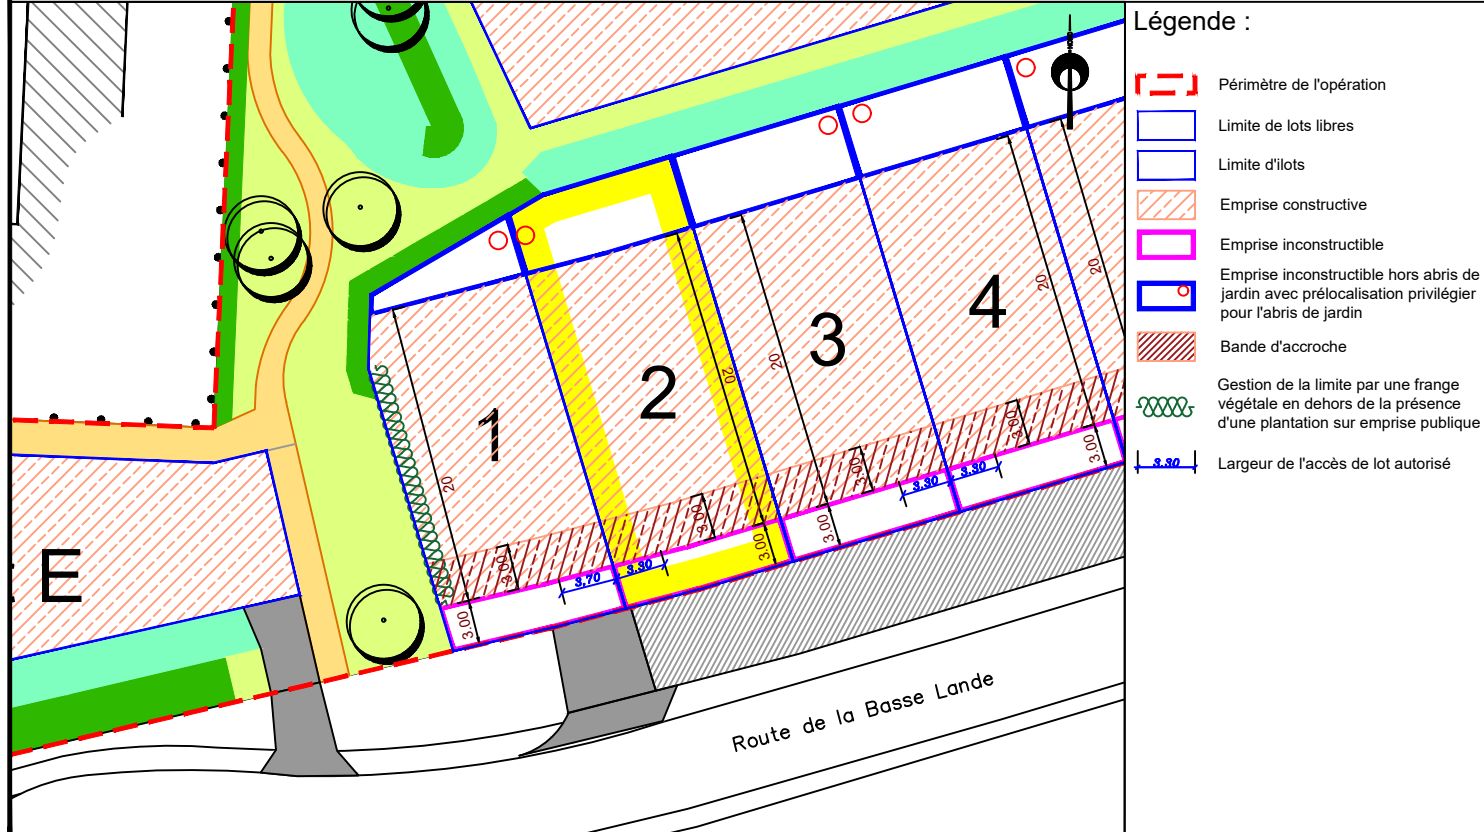 Légende :
Périmètre de l'opération
Limite de lots libres
Limite d'ilots
Emprise constructive
Emprise inconstructible
Emprise inconstructible hors abris de
jardin avec prélocalisation privilégier
pour l'abris de jardin
Bande d'accroche
Gestion de la limite par une frange
végétale en dehors de la présence
d'une plantation sur emprise publique
3.30
Largeur de l'accès de lot autorisé
NORD
1
2
3
4
E
20
20
20
20
20
3.00
3.00
3.00
3.00
3.00
3.00
3.00
3.00
3.70
3.30
3.30
3.30
Route de la Basse Lande